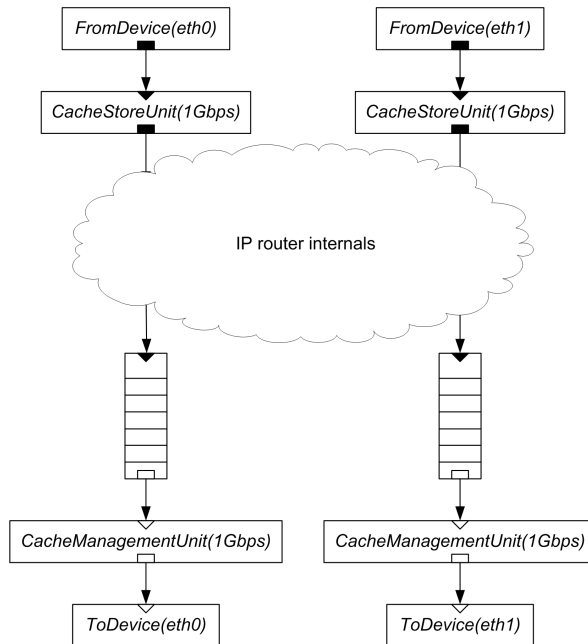 FromDevice(eth0)
FromDevice(eth1)
CacheStoreUnit(1Gbps)
CacheStoreUnit(1Gbps)
IP router internals
CacheManagementUnit(1Gbps)
CacheManagementUnit(1Gbps)
ToDevice(eth0)
ToDevice(eth1)